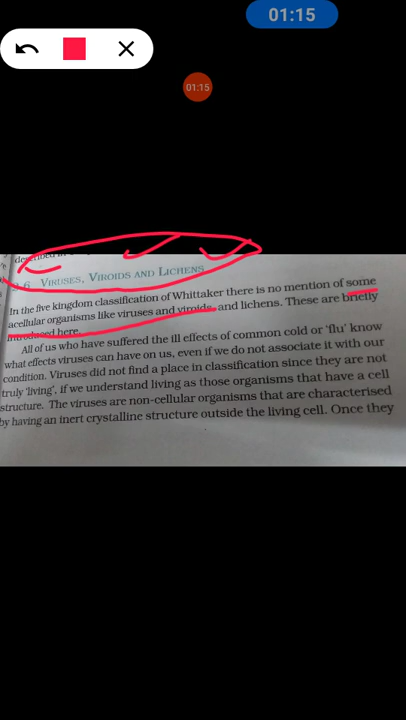 01:15
01:15
described in
.6 VIRUSES, VIROIDS AND LICHENS
In the five kingdom classification of Whittaker there is no mention of some
acellular organisms like viruses and viroids, and lichens. These are briefly
introduced here.
All of us who have suffered the ill effects of common cold or ‘flu’ know
what effects viruses can have on us, even if we do not associate it with our
condition. Viruses did not find a place in classification since they are not
truly ‘living’, if we understand living as those organisms that have a cell
structure. The viruses are non-cellular organisms that are characterised
by having an inert crystalline structure outside the living cell. Once they